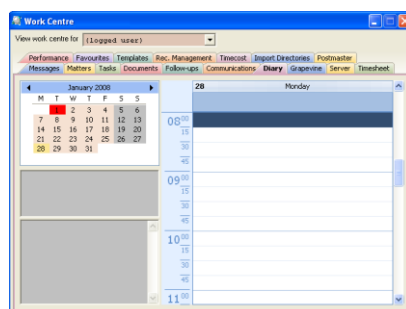 Work Centre
View work centre for (logged user)
Performance Favourites Templates Rec. Management Timecost Import Directories Postmaster
Messages Matters Tasks Documents Follow-ups Communications Diary Grapevine Server Timesheet
January 2008
M T W T F S S
1 2 3 4 5 6
7 8 9 10 11 12 13
14 15 16 17 18 19 20
21 22 23 24 25 26 27
28 29 30 31
28 Monday
08 00
15
30
45
09 00
15
30
45
10 00
15
30
45
11 00